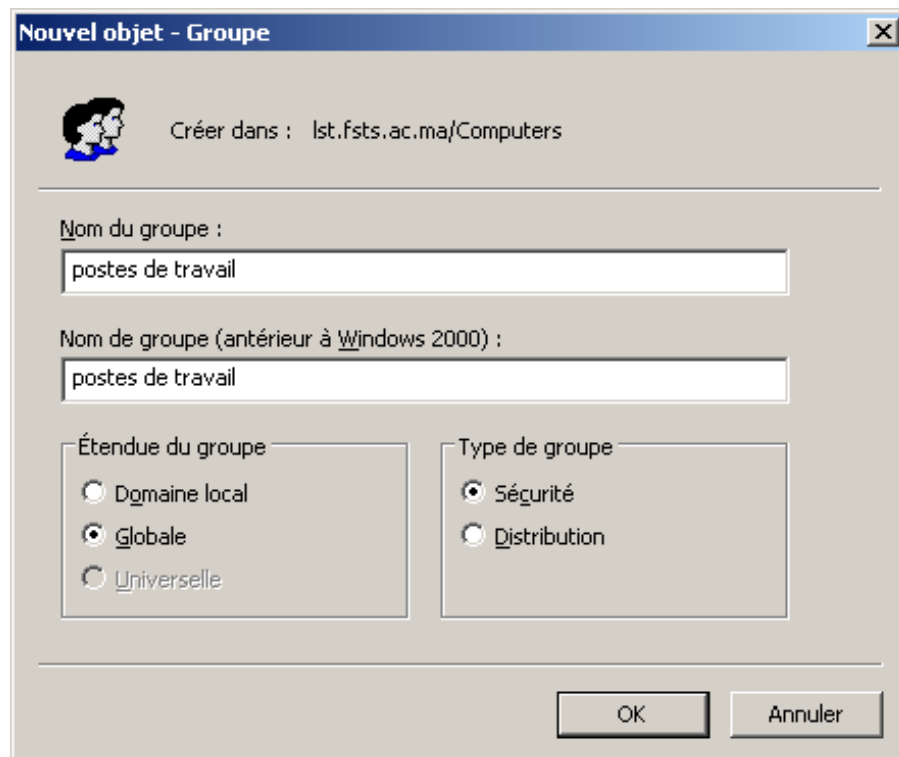 Nouvel objet - Groupe
Créer dans : lst.fsts.ac.ma/Computers
Nom du groupe :
postes de travail
Nom de groupe (antérieur à Windows 2000) :
postes de travail
Étendue du groupe
Domaine local
Globale
Universelle
Type de groupe
Sécurité
Distribution
OK
Annuler